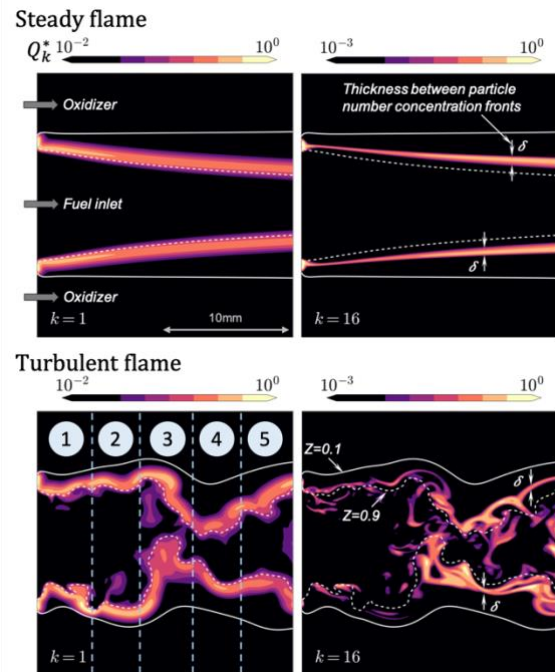 Steady flame
Q*k 10⁻² 10⁰ 10⁻³ 10⁰
Oxidizer
Thickness between particle
number concentration fronts
δ
Fuel inlet
δ
Oxidizer
10mm
k = 1
k = 16
Turbulent flame
10⁻² 10⁰ 10⁻³ 10⁰
1 2 3 4 5
Z=0.1
δ
Z=0.9
δ
k = 1
k = 16